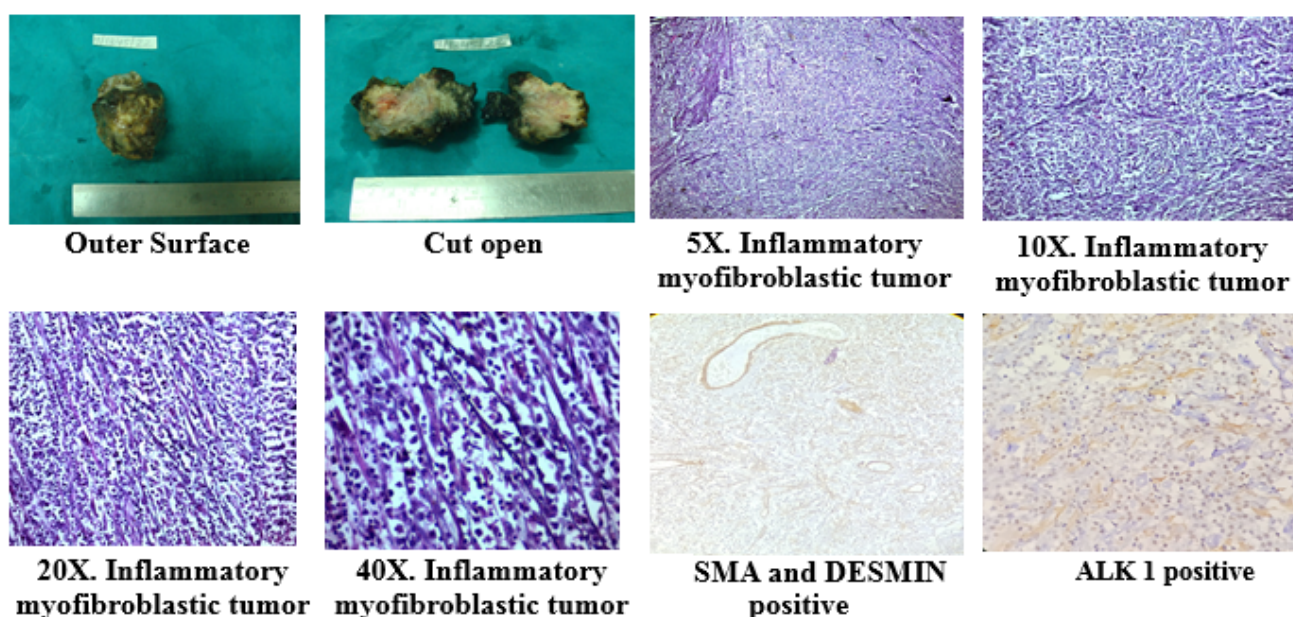 Outer Surface
Cut open
5X. Inflammatory
myofibroblastic tumor
10X. Inflammatory
myofibroblastic tumor
20X. Inflammatory
myofibroblastic tumor
40X. Inflammatory
myofibroblastic tumor
SMA and DESMIN
positive
ALK 1 positive